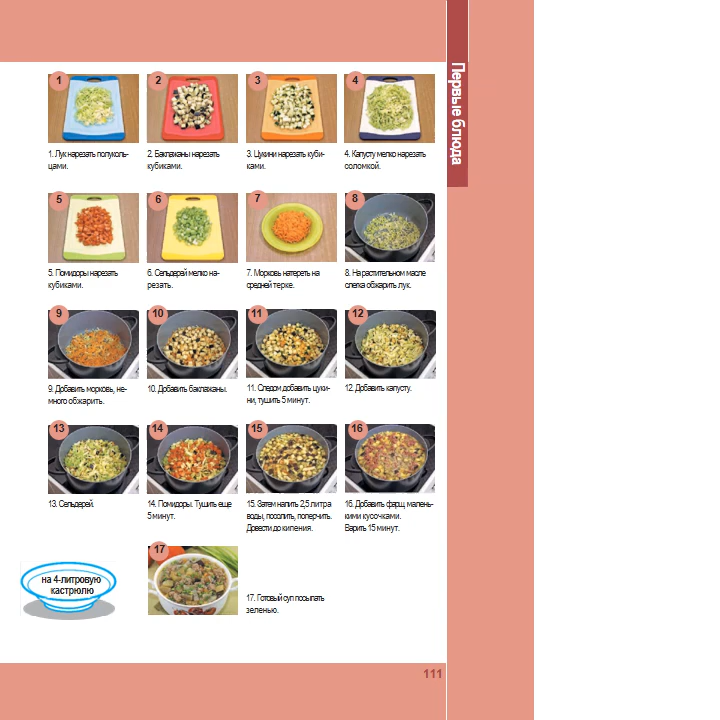 Первые блюда
1
2
3
4
1. Лук нарезать полуколь-
цами.
2. Баклажаны нарезать
кубиками.
3. Цукини нарезать куби-
ками.
4. Капусту мелко нарезать
соломкой.
5
6
7
8
5. Помидоры нарезать
кубиками.
6. Сельдерей мелко на-
резать.
7. Морковь натереть на
средней терке.
8. На растительном масле
слегка обжарить лук.
9
10
11
12
9. Добавить морковь, не-
много обжарить.
10. Добавить баклажаны.
11. Следом добавить цуки-
ни, тушить 5 минут.
12. Добавить капусту.
13
14
15
16
13. Сельдерей.
14. Помидоры. Тушить еще
5 минут.
15. Затем налить 2,5 литра
воды, посолить, поперчить.
Довести до кипения.
16. Добавить фарш, малень-
кими кусочками.
Варить 15 минут.
17
на 4-литровую
кастрюлю
17. Готовый суп посыпать
зеленью.
111